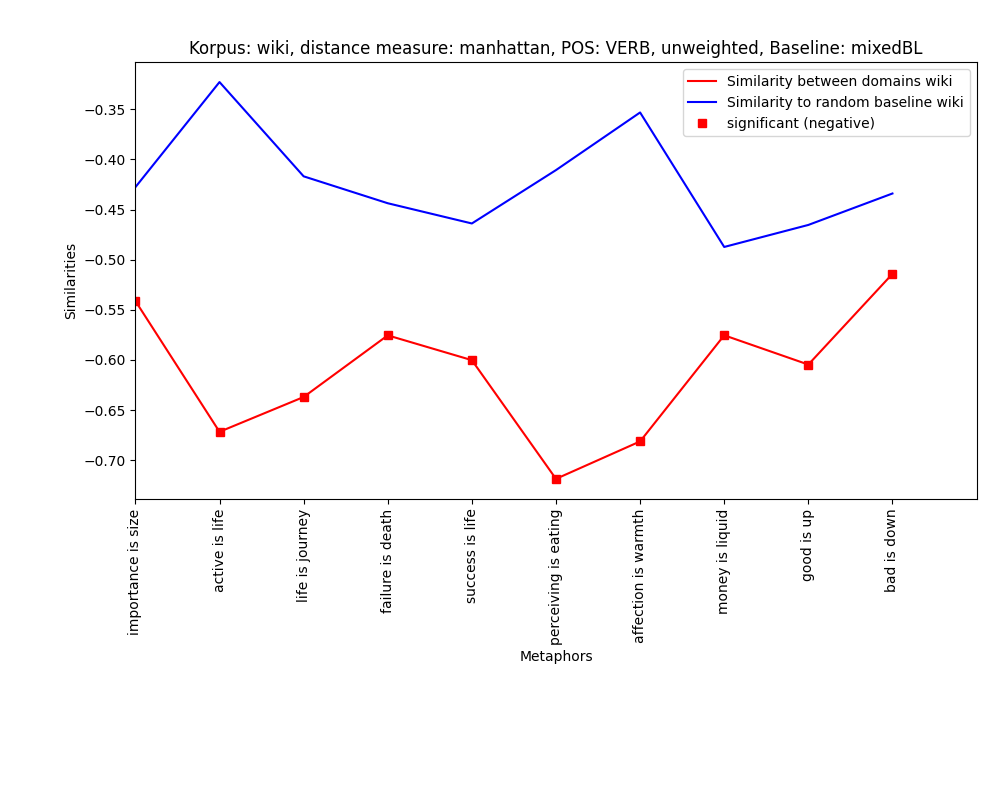 Korpus: wiki, distance measure: manhattan, POS: VERB, unweighted, Baseline: mixedBL
Similarity between domains wiki
Similarity to random baseline wiki
significant (negative)
Similarities
−0.35
−0.40
−0.45
−0.50
−0.55
−0.60
−0.65
−0.70
importance is size
active is life
life is journey
failure is death
success is life
perceiving is eating
affection is warmth
money is liquid
good is up
bad is down
Metaphors